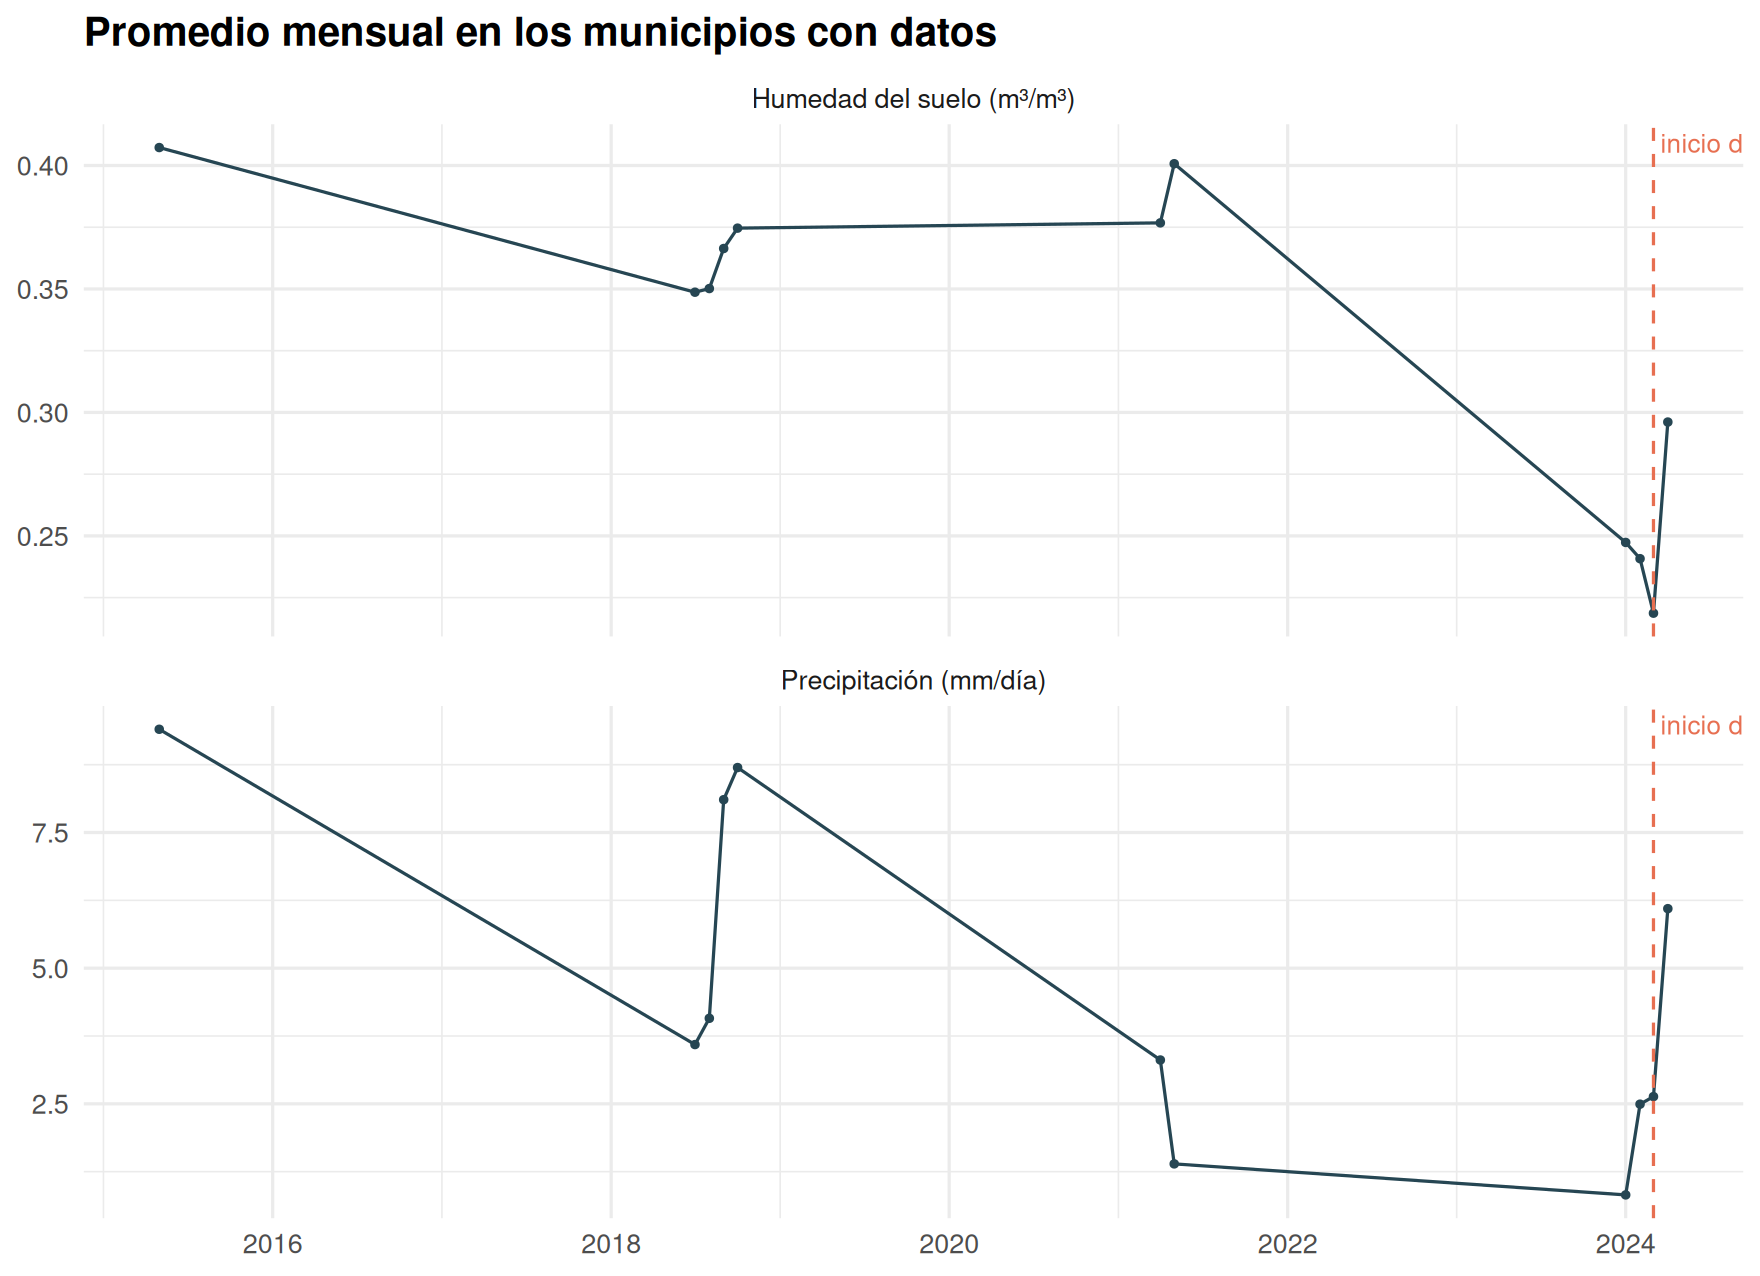 Promedio mensual en los municipios con datos
Humedad del suelo (m³/m³)
inicio d
0.40
0.35
0.30
0.25
Precipitación (mm/día)
inicio d
7.5
5.0
2.5
2016 2018 2020 2022 2024